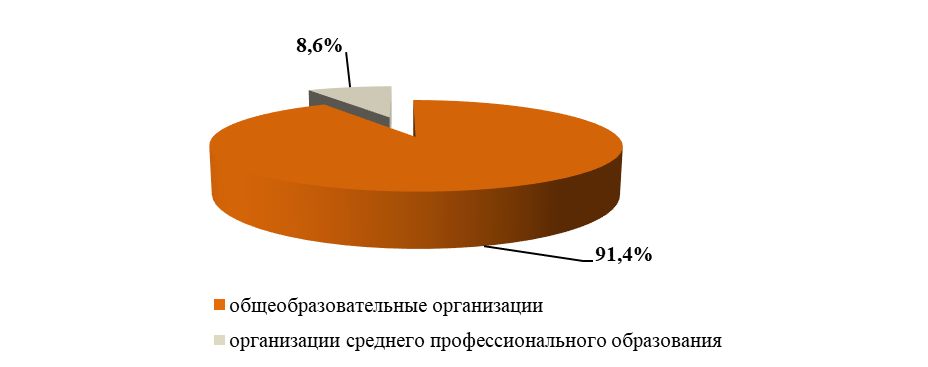 8,6%
91,4%
общеобразовательные организации
организации среднего профессионального образования